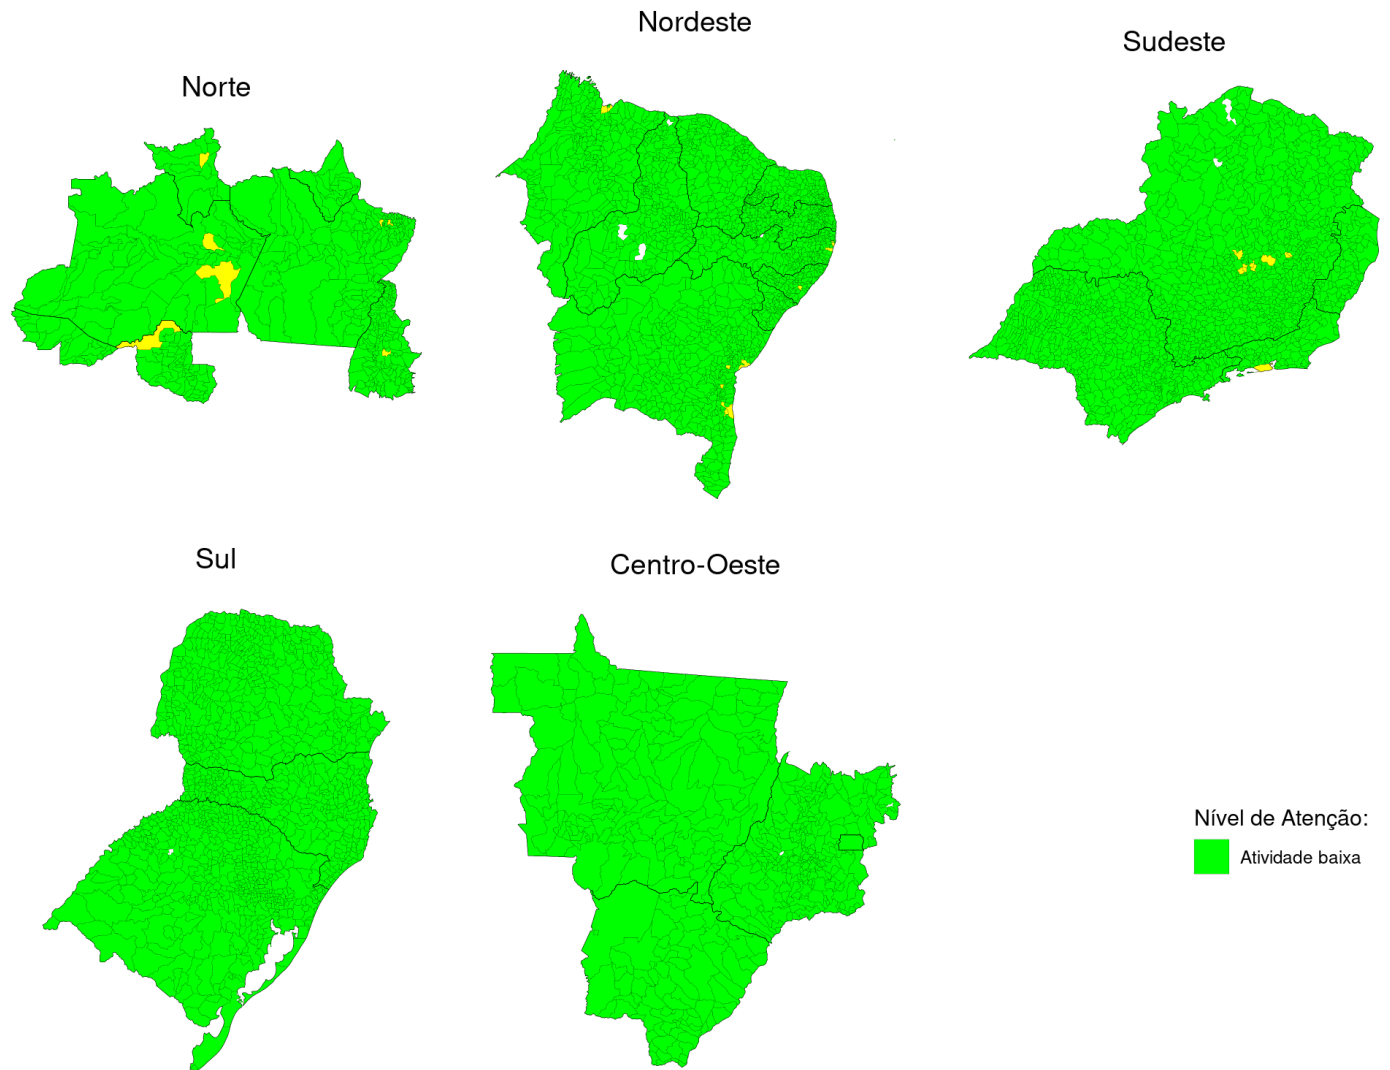 Norte
Nordeste
Sudeste
Sul
Centro-Oeste
Nível de Atenção:
Atividade baixa